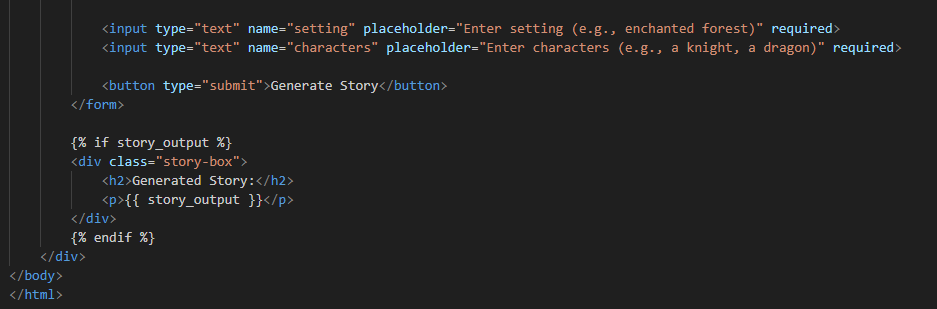 <input type="text" name="setting" placeholder="Enter setting (e.g., enchanted forest)" required>
<input type="text" name="characters" placeholder="Enter characters (e.g., a knight, a dragon)" required>
<button type="submit">Generate Story</button>
</form>
{% if story_output %}
<div class="story-box">
<h2>Generated Story:</h2>
<p>{{ story_output }}</p>
</div>
{% endif %}
</div>
</body>
</html>